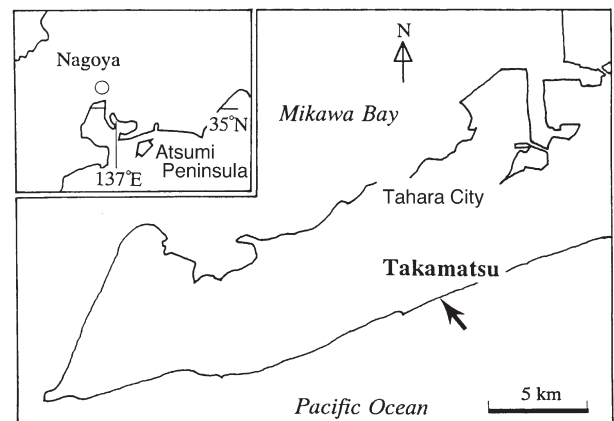 Nagoya
35°N
Atsumi
Peninsula
137°E
N
Mikawa Bay
Tahara City
Takamatsu
Pacific Ocean
5 km